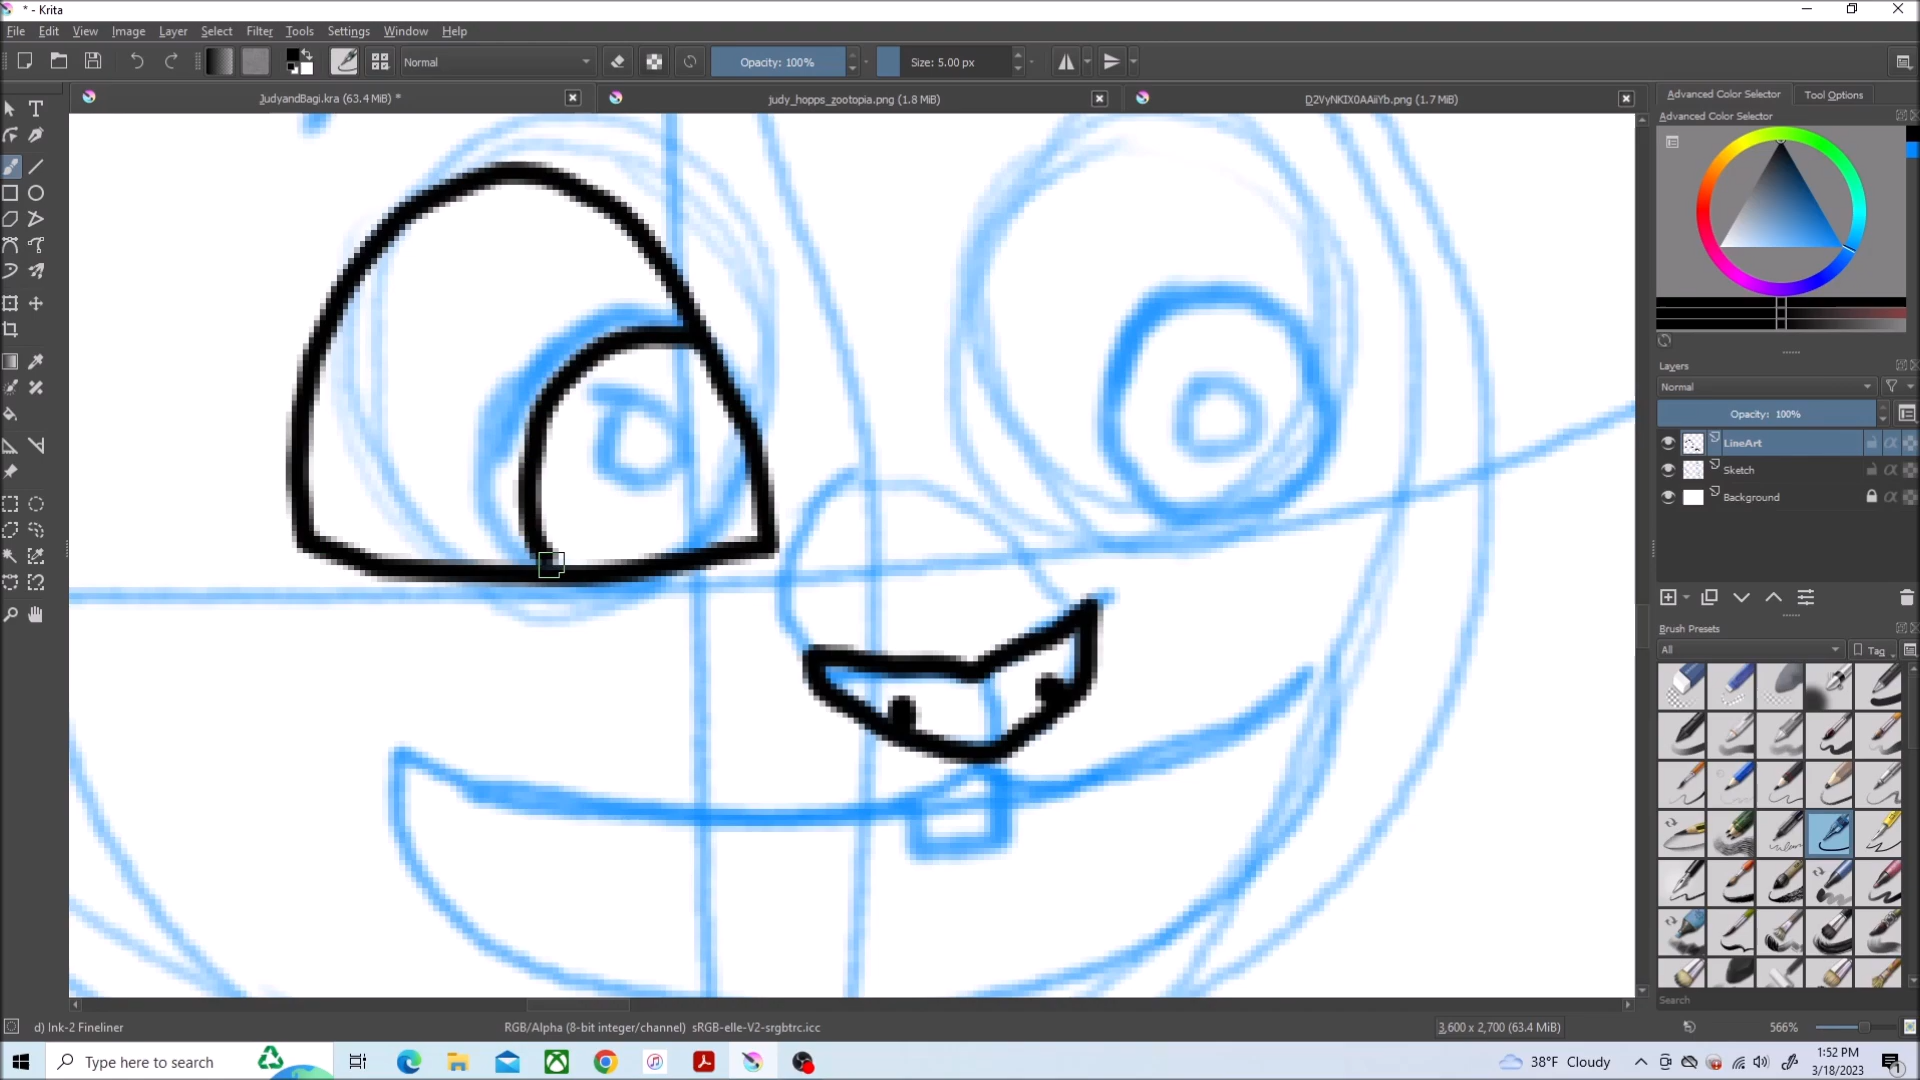 * - Krita
File Edit View Image Layer Select Filter Tools Settings Window Help
Normal Opacity: 100% Size: 5.00 px
JudyandBagi.kra (63.4 MiB) * judy_hopps_zootopia.png (1.8 MiB) D2VyNKIX0AAiiYb.png (1.7 MiB)
Advanced Color Selector Tool Options
Advanced Color Selector
Layers
Normal
Opacity: 100%
LineArt
Sketch
Background
Brush Presets
All Tag
Search
d) Ink-2 Fineliner RGB/Alpha (8-bit integer/channel) sRGB-elle-V2-srgbtrc.icc 3,600 x 2,700 (63.4 MiB) 566%
Type here to search 38°F Cloudy 1:52 PM
3/18/2023
1